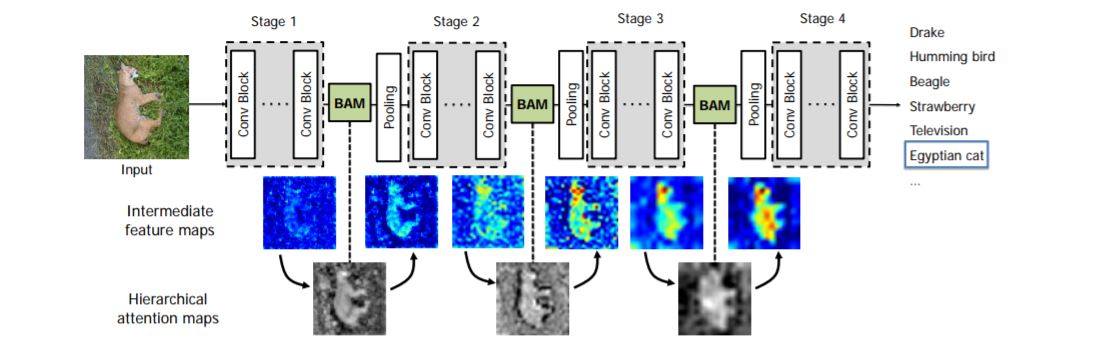 Stage 1
Stage 2
Stage 3
Stage 4
Conv Block
....
Conv Block
BAM
Pooling
Conv Block
....
Conv Block
BAM
Pooling
Conv Block
....
Conv Block
BAM
Pooling
Conv Block
....
Conv Block
Drake
Humming bird
Beagle
Strawberry
Television
Egyptian cat
...
Input
Intermediate
feature maps
Hierarchical
attention maps